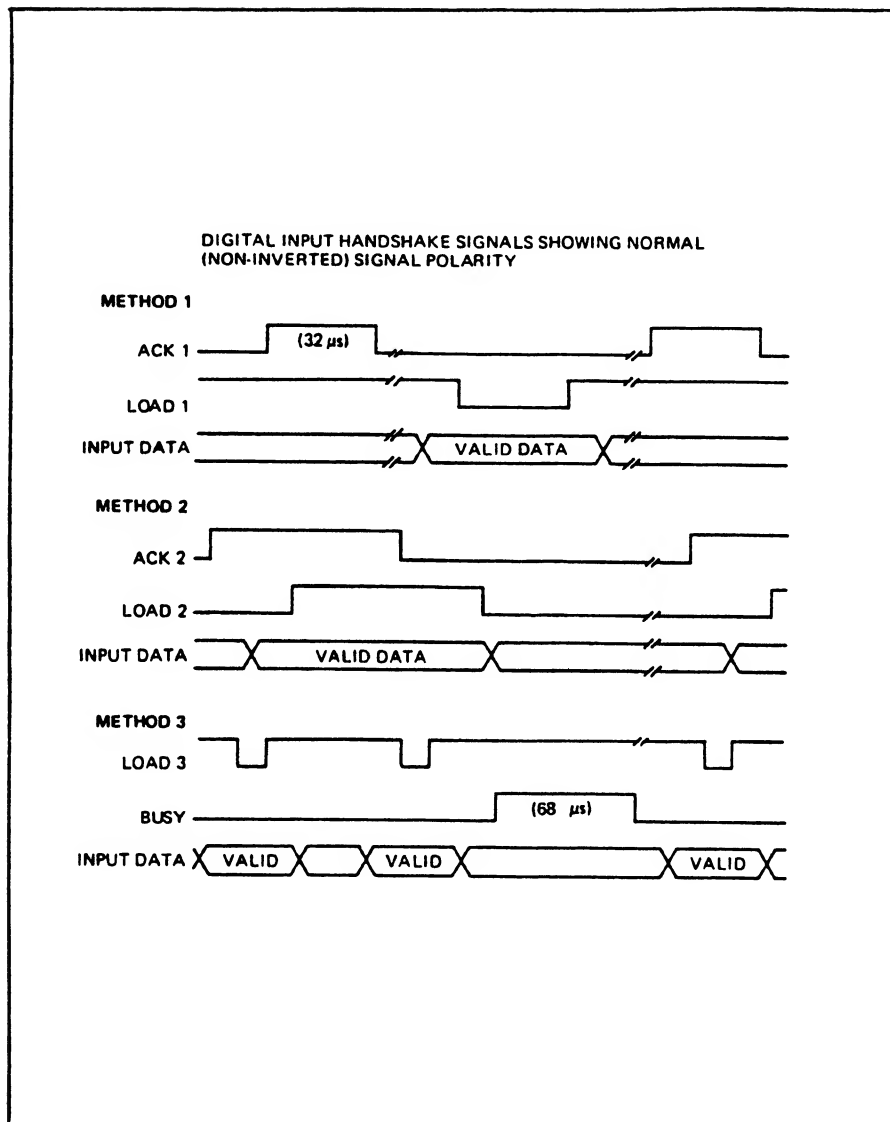 DIGITAL INPUT HANDSHAKE SIGNALS SHOWING NORMAL
(NON-INVERTED) SIGNAL POLARITY
METHOD 1
ACK 1
(32 µs)
LOAD 1
INPUT DATA
VALID DATA
METHOD 2
ACK 2
LOAD 2
INPUT DATA
VALID DATA
METHOD 3
LOAD 3
BUSY
(68 µs)
INPUT DATA
VALID
VALID
VALID